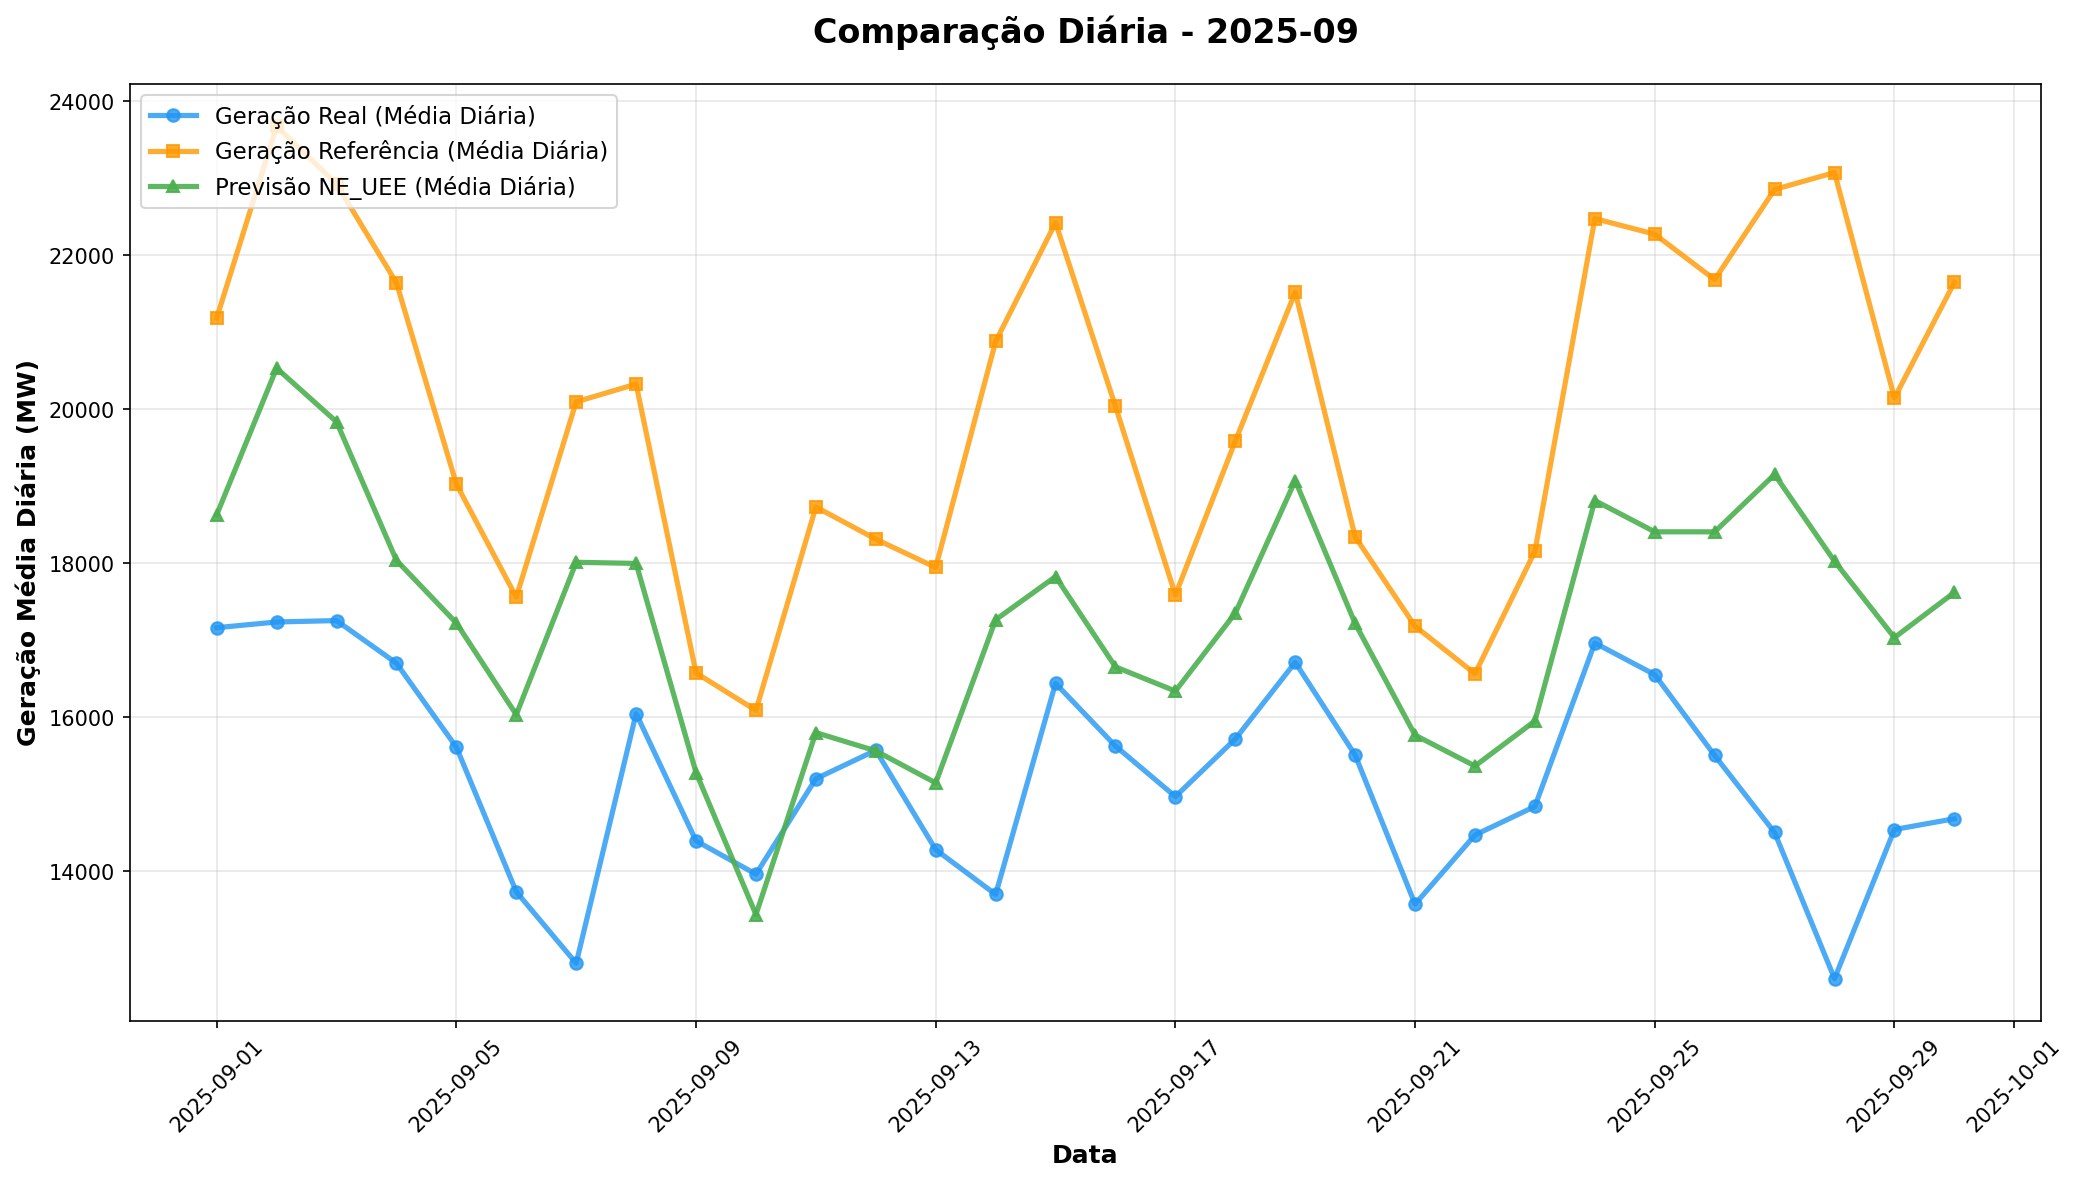 Comparação Diária - 2025-09
Geração Média Diária (MW)
24000
22000
20000
18000
16000
14000
Geração Real (Média Diária)
Geração Referência (Média Diária)
Previsão NE_UEE (Média Diária)
2025-09-01
2025-09-05
2025-09-09
2025-09-13
2025-09-17
2025-09-21
2025-09-25
2025-09-29
2025-10-01
Data